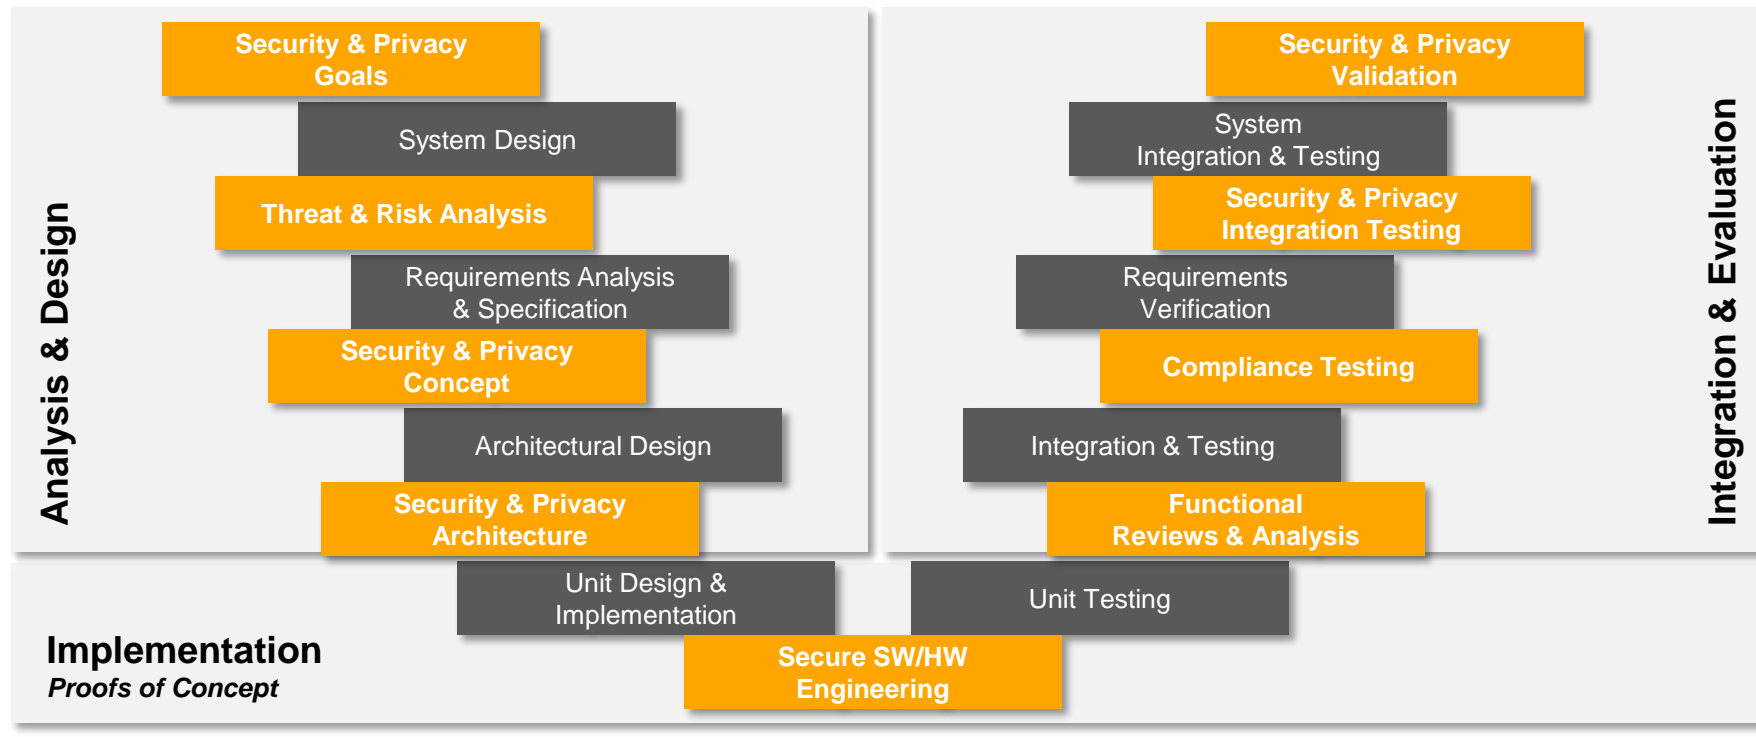 Analysis & Design
Security & Privacy
Goals
System Design
Threat & Risk Analysis
Requirements Analysis
& Specification
Security & Privacy
Concept
Architectural Design
Security & Privacy
Architecture
Security & Privacy
Validation
System
Integration & Testing
Security & Privacy
Integration Testing
Requirements
Verification
Compliance Testing
Integration & Testing
Functional
Reviews & Analysis
Integration & Evaluation
Implementation
Proofs of Concept
Unit Design &
Implementation
Unit Testing
Secure SW/HW
Engineering